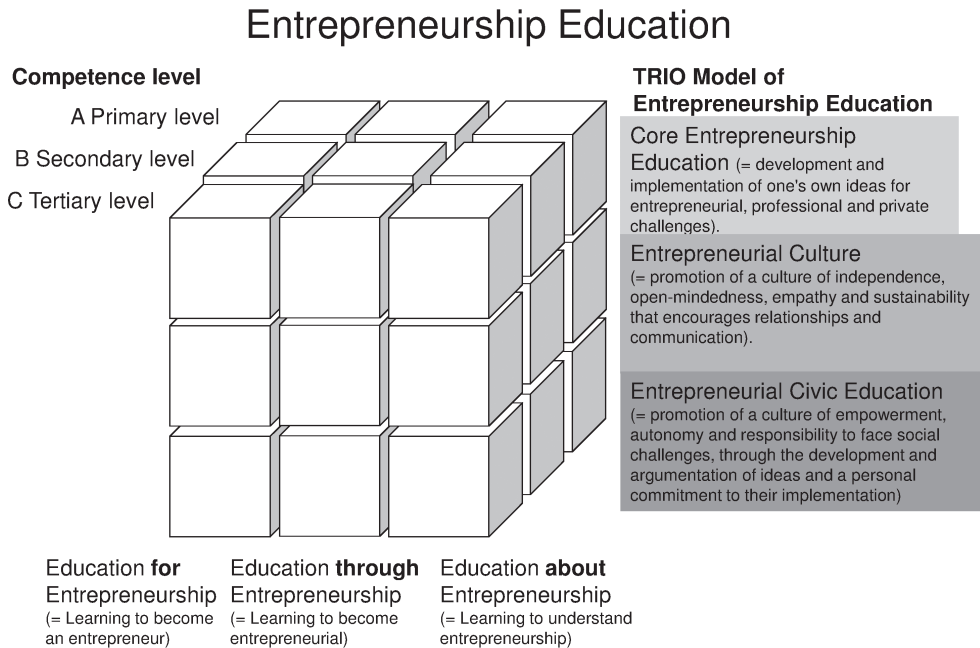 Entrepreneurship Education
Competence level
A Primary level
B Secondary level
C Tertiary level
TRIO Model of
Entrepreneurship Education
Core Entrepreneurship
Education (= development and
implementation of one's own ideas for
entrepreneurial, professional and private
challenges).
Entrepreneurial Culture
(= promotion of a culture of independence,
open-mindedness, empathy and sustainability
that encourages relationships and
communication).
Entrepreneurial Civic Education
(= promotion of a culture of empowerment,
autonomy and responsibility to face social
challenges, through the development and
argumentation of ideas and a personal
commitment to their implementation)
Education for
Entrepreneurship
(= Learning to become
an entrepreneur)
Education through
Entrepreneurship
(= Learning to become
entrepreneurial)
Education about
Entrepreneurship
(= Learning to understand
entrepreneurship)